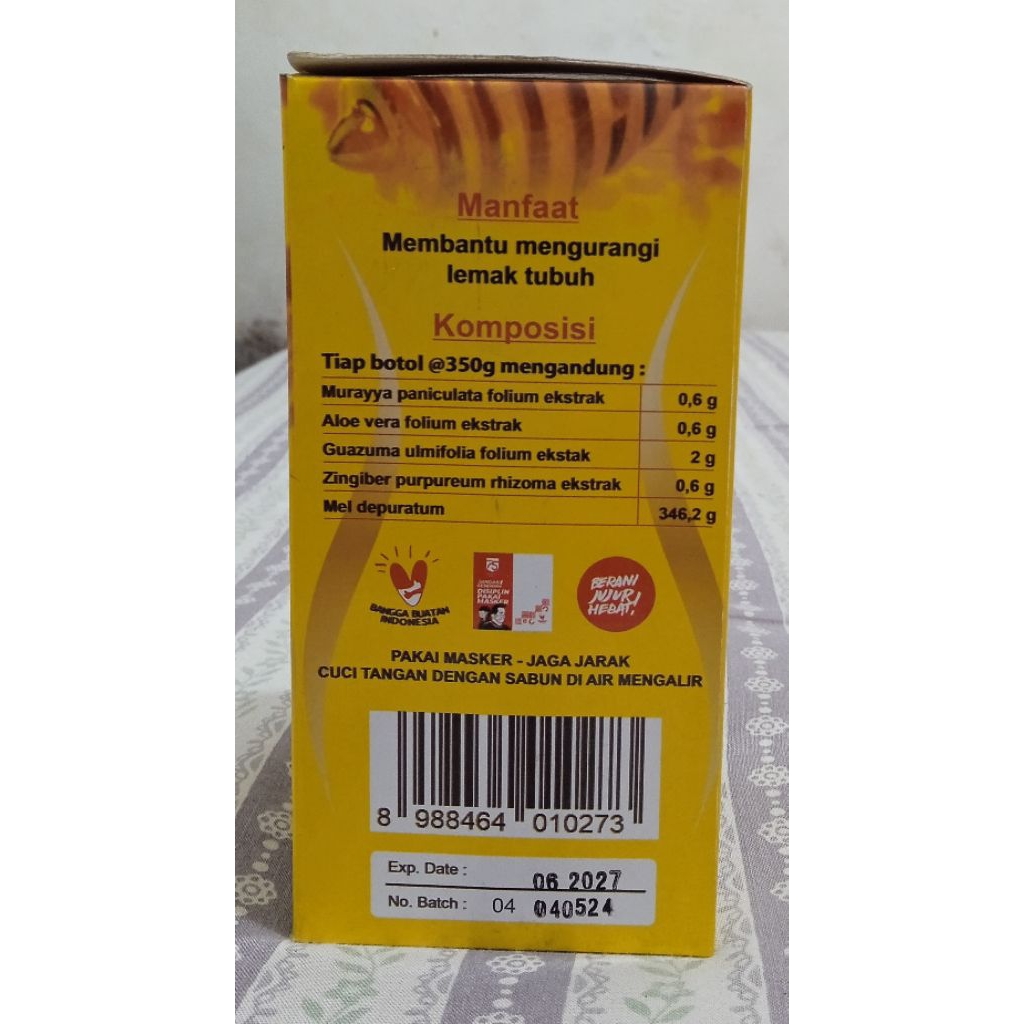 Manfaat
Membantu mengurangi
lemak tubuh
Komposisi
Tiap botol @350g mengandung :
Murayya paniculata folium ekstrak 0,6 g
Aloe vera folium ekstrak 0,6 g
Guazuma ulmifolia folium ekstak 2 g
Zingiber purpureum rhizoma ekstrak 0,6 g
Mel depuratum 346,2 g
BANGGA BUATAN
INDONESIA
DISIPLIN
PAKAI
MASKER
BERANI
JUJUR
HEBAT!
PAKAI MASKER - JAGA JARAK
CUCI TANGAN DENGAN SABUN DI AIR MENGALIR
8 988464 010273
Exp. Date : 06 2027
No. Batch : 04 040524